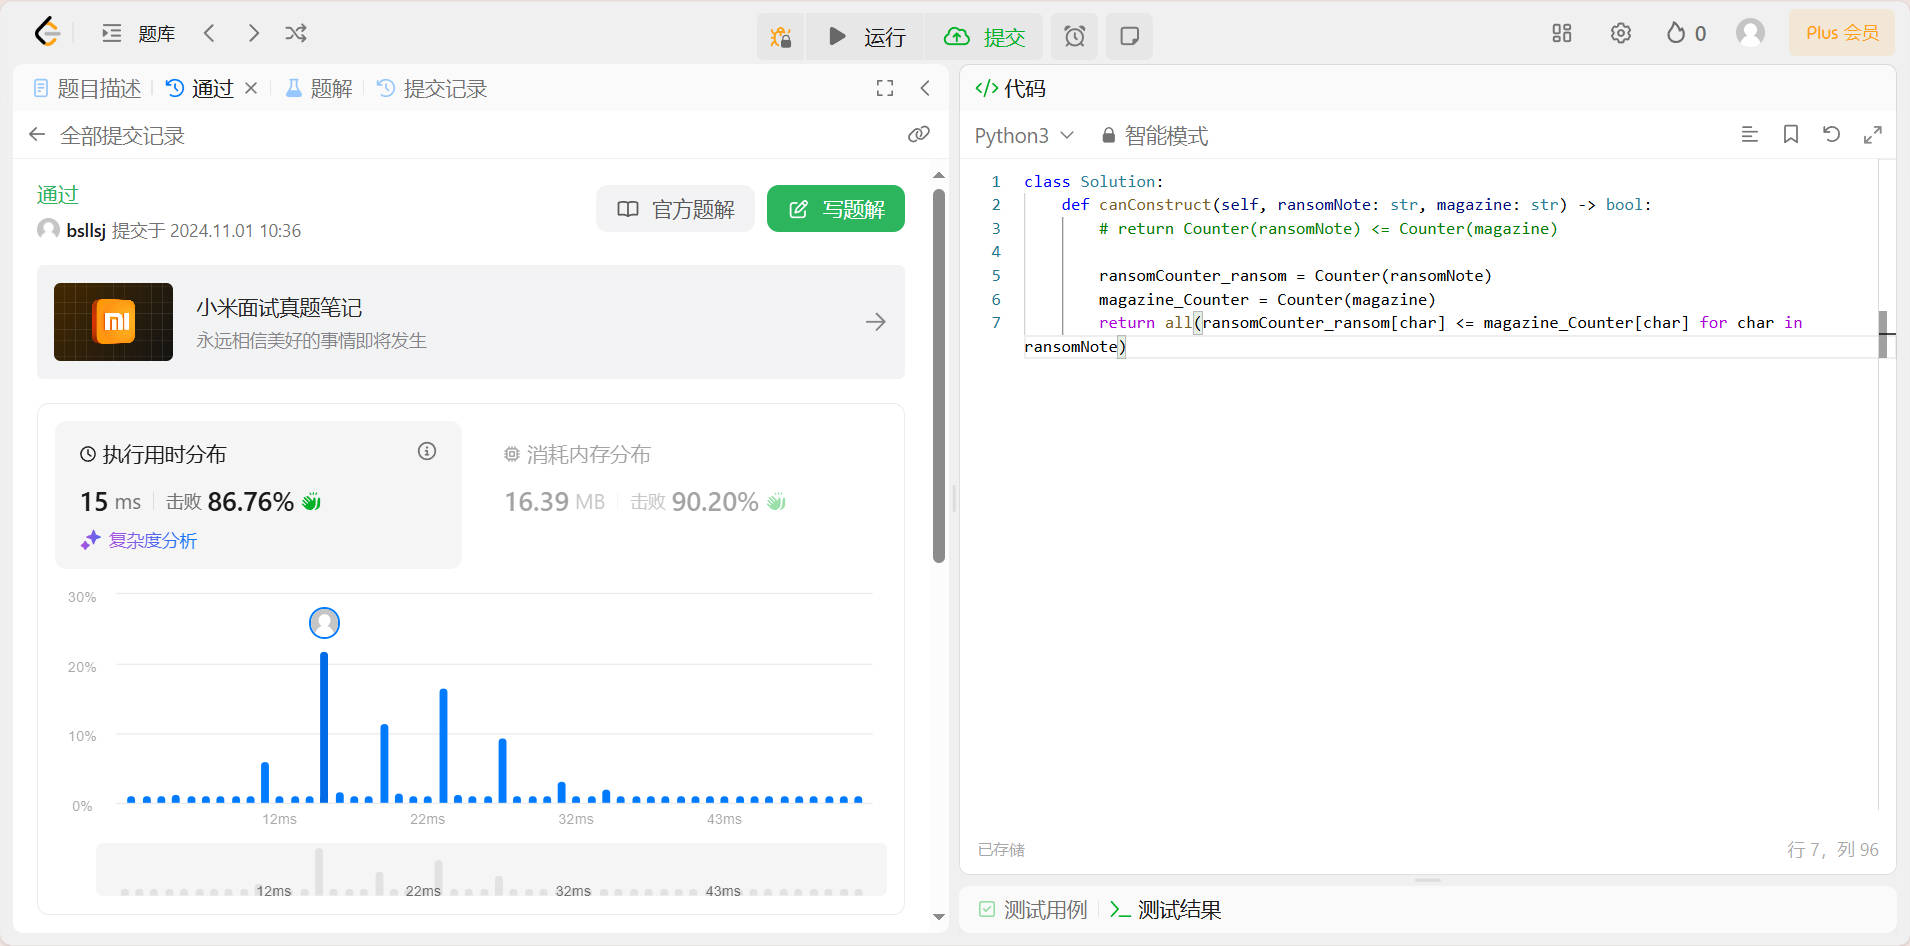 题库
运行
提交
0
Plus 会员
题目描述
通过
题解
提交记录
全部提交记录
通过
bsllsj 提交于 2024.11.01 10:36
官方题解
写题解
mi
小米面试真题笔记
永远相信美好的事情即将发生
执行用时分布
15 ms 击败 86.76%
复杂度分析
消耗内存分布
16.39 MB 击败 90.20%
30%
20%
10%
0%
12ms 22ms 32ms 43ms
12ms 22ms 32ms 43ms
</> 代码
Python3 智能模式
1 class Solution:
2 def canConstruct(self, ransomNote: str, magazine: str) -> bool:
3 # return Counter(ransomNote) <= Counter(magazine)
4
5 ransomCounter_ransom = Counter(ransomNote)
6 magazine_Counter = Counter(magazine)
7 return all(ransomCounter_ransom[char] <= magazine_Counter[char] for char in
ransomNote)
已存储
行 7, 列 96
测试用例
测试结果